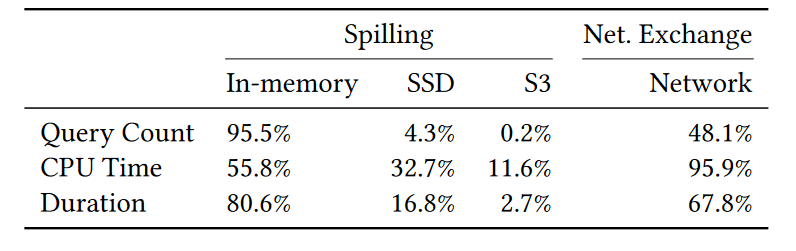 Spilling Net. Exchange
In-memory SSD S3 Network
Query Count 95.5% 4.3% 0.2% 48.1%
CPU Time 55.8% 32.7% 11.6% 95.9%
Duration 80.6% 16.8% 2.7% 67.8%